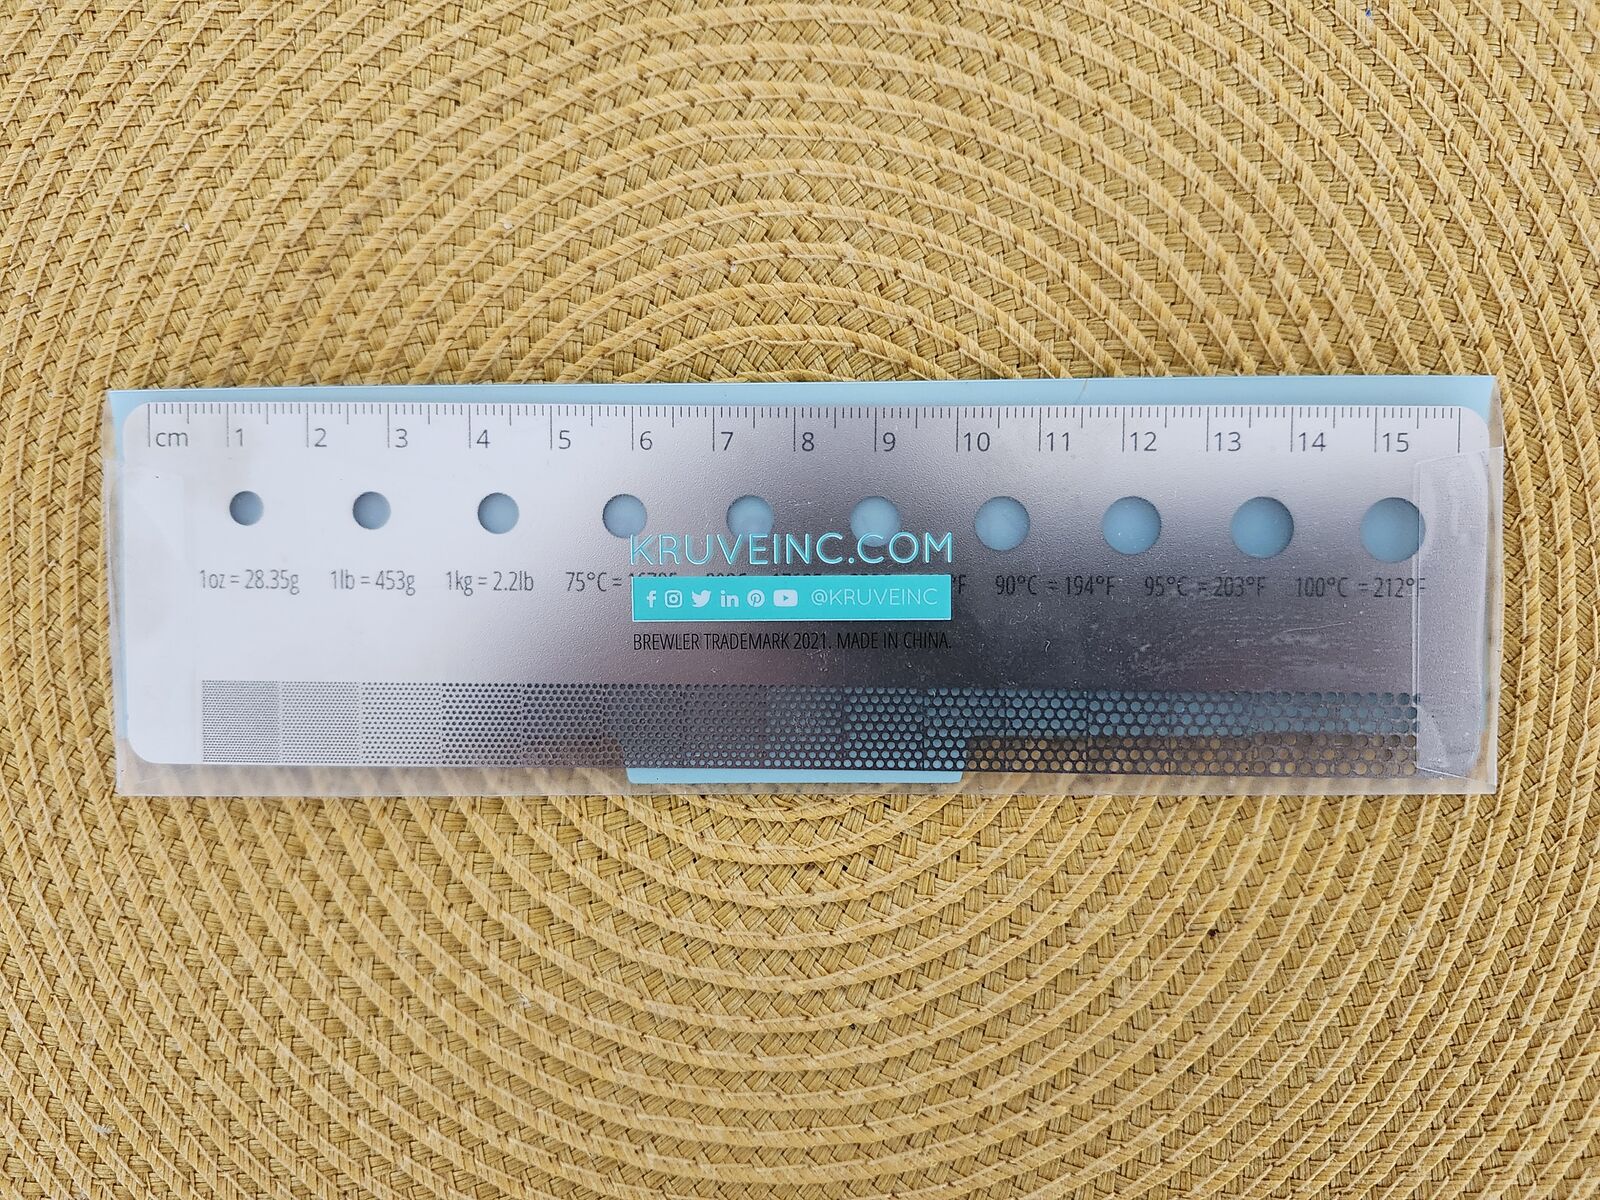 cm 1 2 3 4 5 6 7 8 9 10 11 12 13 14 15
KRUVEINC.COM
1oz = 28.35g 1lb = 453g 1kg = 2.2lb 75°C = 90°C = 194°F 95°C = 203°F 100°C = 212°F
@KRUVEINC
BREWLER TRADEMARK 2021. MADE IN CHINA.